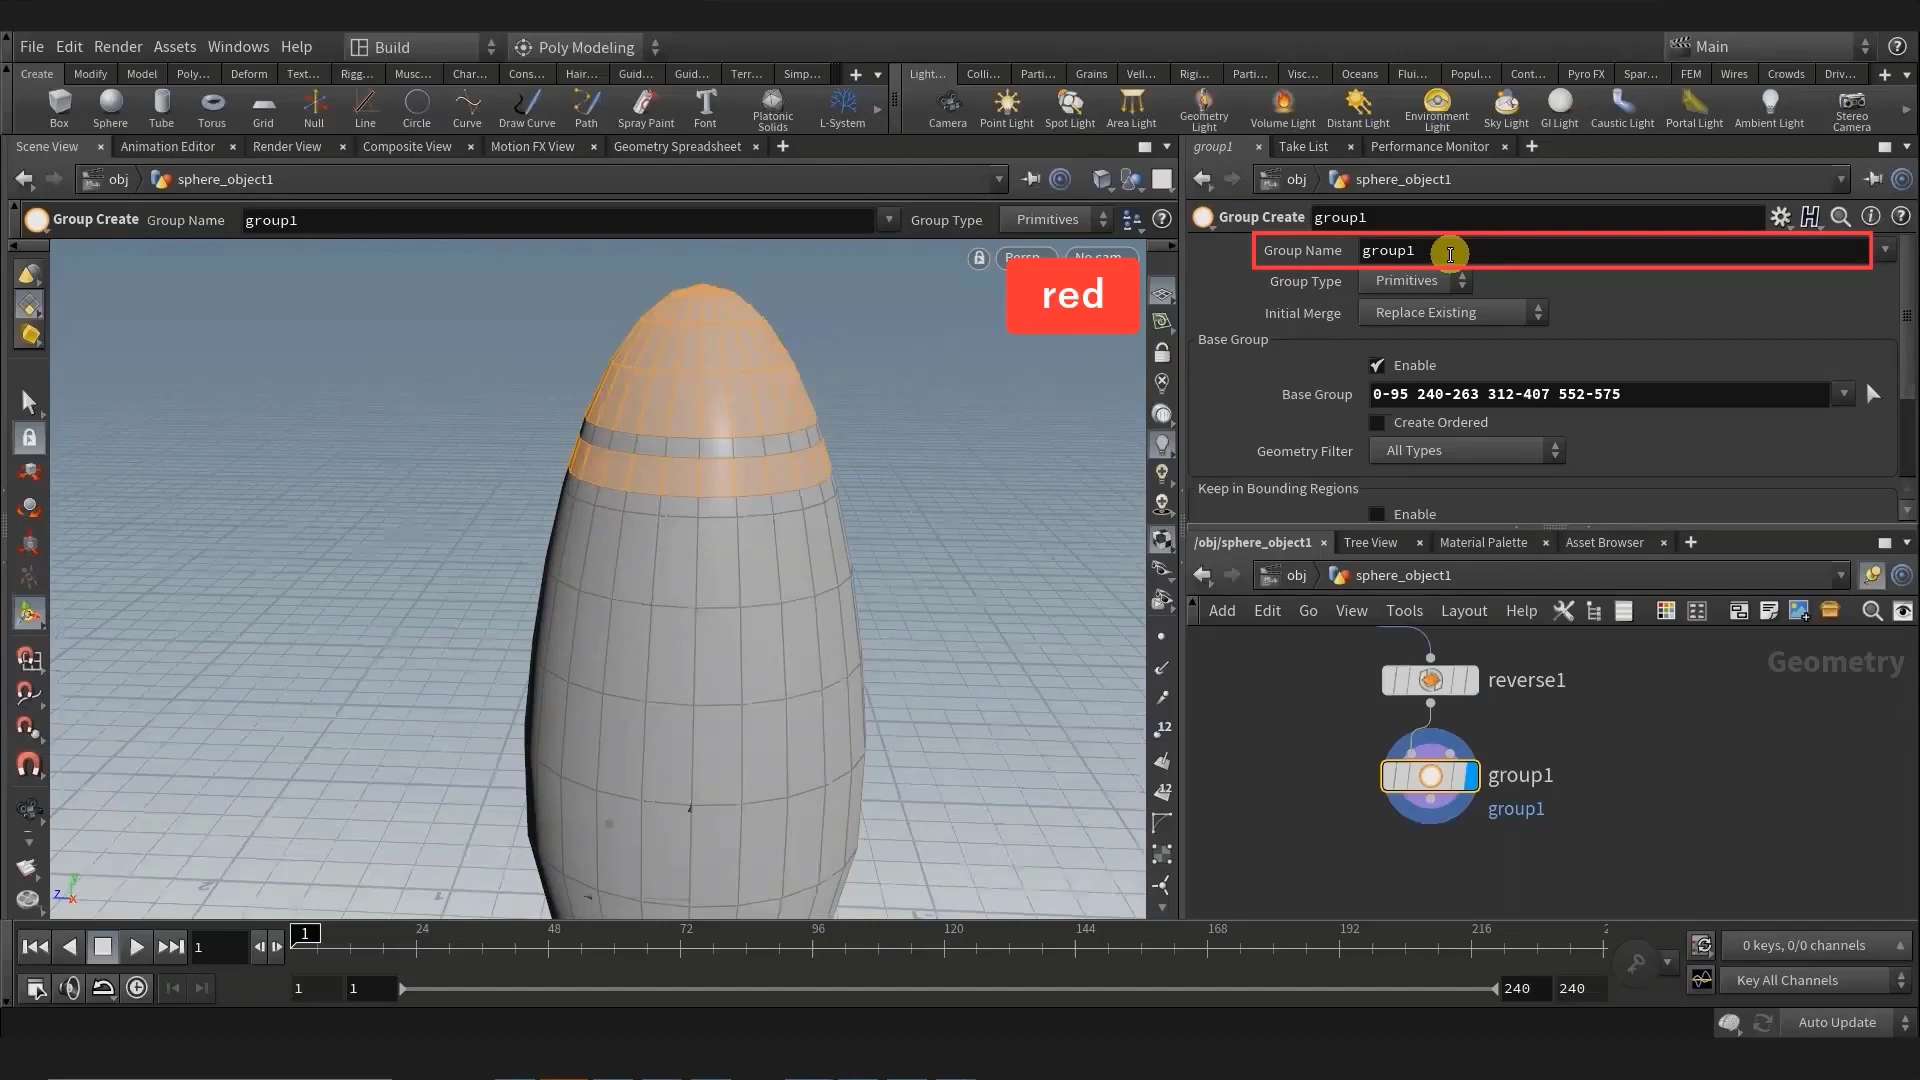 File Edit Render Assets Windows Help Build Poly Modeling Main
Create Modify Model Poly... Deform Text... Rigg... Musc... Char... Cons... Hair... Guid... Guid... Terr... Simp... Light... Colli... Parti... Grains Vell... Rigi... Parti... Visc... Oceans Flui... Popul... Cont... Pyro FX Spar... FEM Wires Crowds Driv...
Box Sphere Tube Torus Grid Null Line Circle Curve Draw Curve Path Spray Paint Font Platonic Solids L-System Camera Point Light Spot Light Area Light Geometry Light Volume Light Distant Light Environment Light Sky Light GI Light Caustic Light Portal Light Ambient Light Stereo Camera
Scene View Animation Editor Render View Composite View Motion FX View Geometry Spreadsheet group1 Take List Performance Monitor
obj sphere_object1 obj sphere_object1
Group Create Group Name group1 Group Type Primitives
Group Create group1
Group Name group1
Group Type Primitives
Initial Merge Replace Existing
Base Group
Enable
Base Group 0-95 240-263 312-407 552-575
Create Ordered
Geometry Filter All Types
Keep in Bounding Regions
Enable
red
/obj/sphere_object1 Tree View Material Palette Asset Browser
obj sphere_object1
Add Edit Go View Tools Layout Help
Geometry
reverse1
group1
group1
12
12
z y x
1 1 24 48 72 96 120 144 168 192 216 0 keys, 0/0 channels
1 1 240 240 Key All Channels
Auto Update